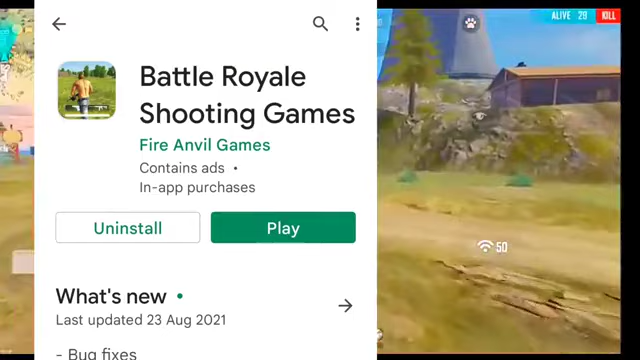 Battle Royale
Shooting Games
Fire Anvil Games
Contains ads •
In-app purchases
Uninstall
Play
What's new •
Last updated 23 Aug 2021
- Bug fixes
ALIVE 29
KILL
50